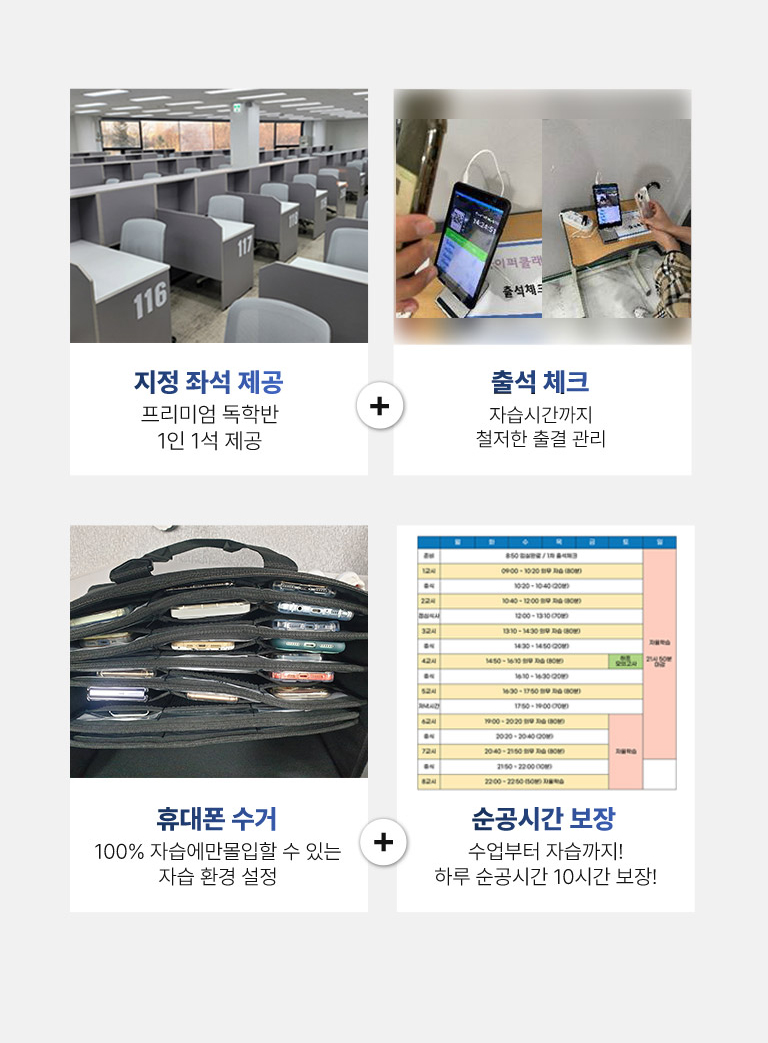 116
117
14:14:51
이퍼클래
출석체크
지정 좌석 제공
프리미엄 독학반
1인 1석 제공
+
출석 체크
자습시간까지
철저한 출결 관리
월 화 수 목 금 토 일
준비 8:50 입실완료 / 1차 출석체크
1교시 09:00 ~ 10:20 의무 자습 (80분)
휴식 10:20 ~ 10:40 (20분)
2교시 10:40 ~ 12:00 의무 자습 (80분)
점심식사 12:00 ~ 13:10 (70분)
3교시 13:10 ~ 14:30 의무 자습 (80분)
자율학습
휴식 14:30 ~ 14:50 (20분)
4교시 14:50 ~ 16:10 의무 자습 (80분)
하프
모의고사
21시 50분
마감
휴식 16:10 ~ 16:30 (20분)
5교시 16:30 ~ 17:50 의무 자습 (80분)
저녁시간 17:50 ~ 19:00 (70분)
6교시 19:00 ~ 20:20 의무 자습 (80분)
휴식 20:20 ~ 20:40 (20분)
7교시 20:40 ~ 21:50 의무 자습 (80분) 자율학습
휴식 21:50 ~ 22:00 (10분)
8교시 22:00 ~ 22:50 (50분) 자율학습
휴대폰 수거
100% 자습에만몰입할 수 있는
자습 환경 설정
+
순공시간 보장
수업부터 자습까지!
하루 순공시간 10시간 보장!